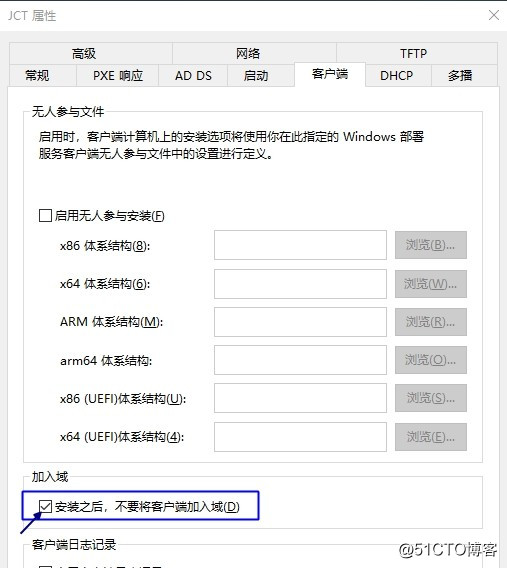 JCT 属性
高级 网络 TFTP
常规 PXE 响应 AD DS 启动 客户端 DHCP 多播
无人参与文件
启用时，客户端计算机上的安装选项将使用你在此指定的 Windows 部署
服务客户端无人参与文件中的设置进行定义。
启用无人参与安装(F)
x86 体系结构(8): 浏览(B)...
x64 体系结构(6): 浏览(W)...
ARM 体系结构(M): 浏览(R)...
arm64 体系结构: 浏览(O)...
x86 (UEFI)体系结构(U): 浏览(S)...
x64 (UEFI)体系结构(4): 浏览(E)...
加入域
安装之后，不要将客户端加入域(D)
客户端日志记录
@51CTO博客